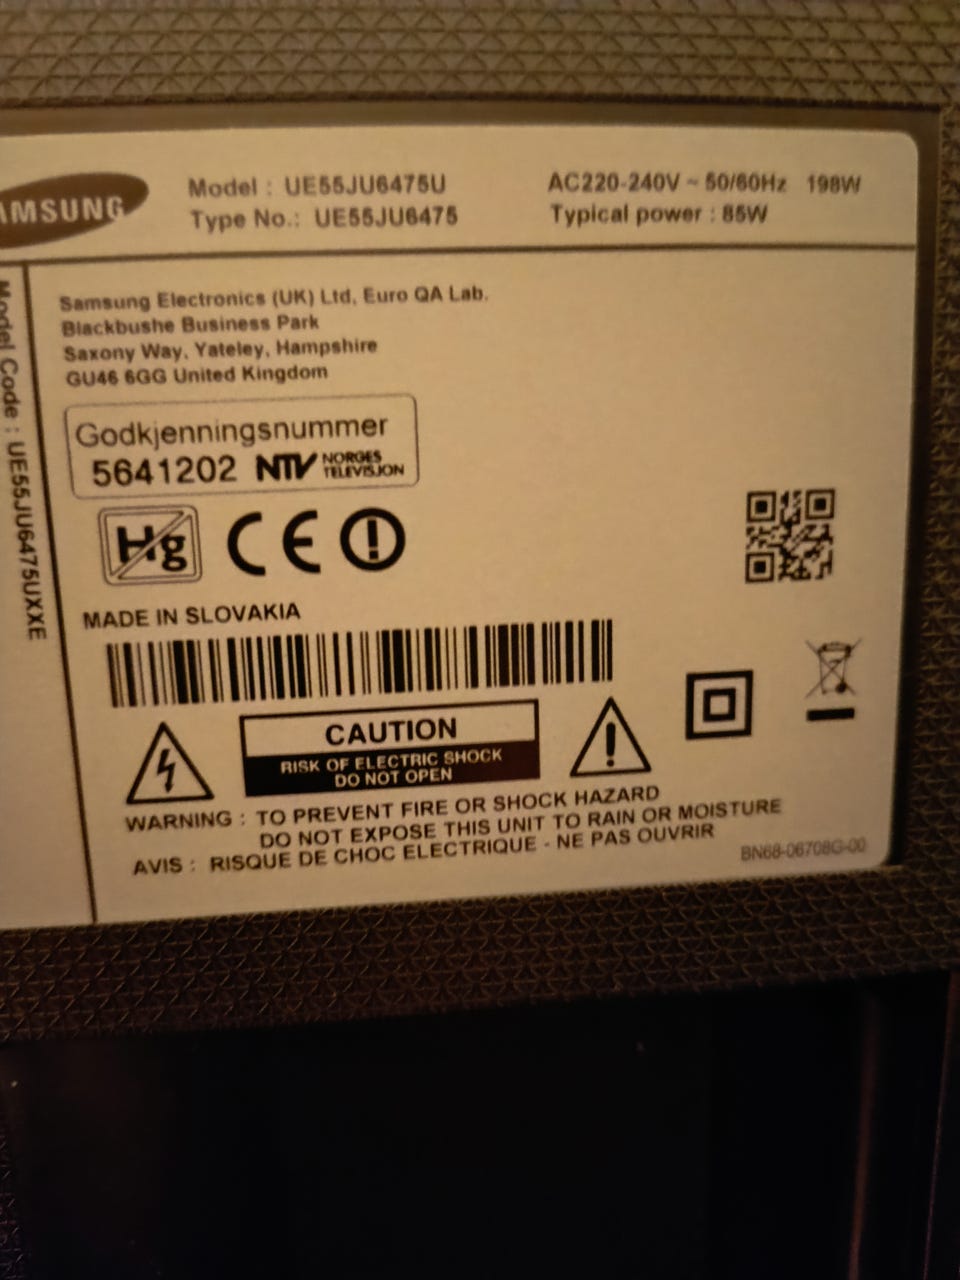 SAMSUNG
Model : UE55JU6475U
Type No.: UE55JU6475
AC220-240V ~ 50/60Hz 198W
Typical power : 85W
Model Code : UE55JU6475UXXE
Samsung Electronics (UK) Ltd, Euro QA Lab.
Blackbushe Business Park
Saxony Way, Yateley, Hampshire
GU46 6GG United Kingdom
Godkjenningsnummer
5641202 NTV NORGES
TELEVISJON
Hg CE
MADE IN SLOVAKIA
CAUTION
RISK OF ELECTRIC SHOCK
DO NOT OPEN
WARNING : TO PREVENT FIRE OR SHOCK HAZARD
DO NOT EXPOSE THIS UNIT TO RAIN OR MOISTURE
AVIS : RISQUE DE CHOC ELECTRIQUE - NE PAS OUVRIR
BN68-06708G-00